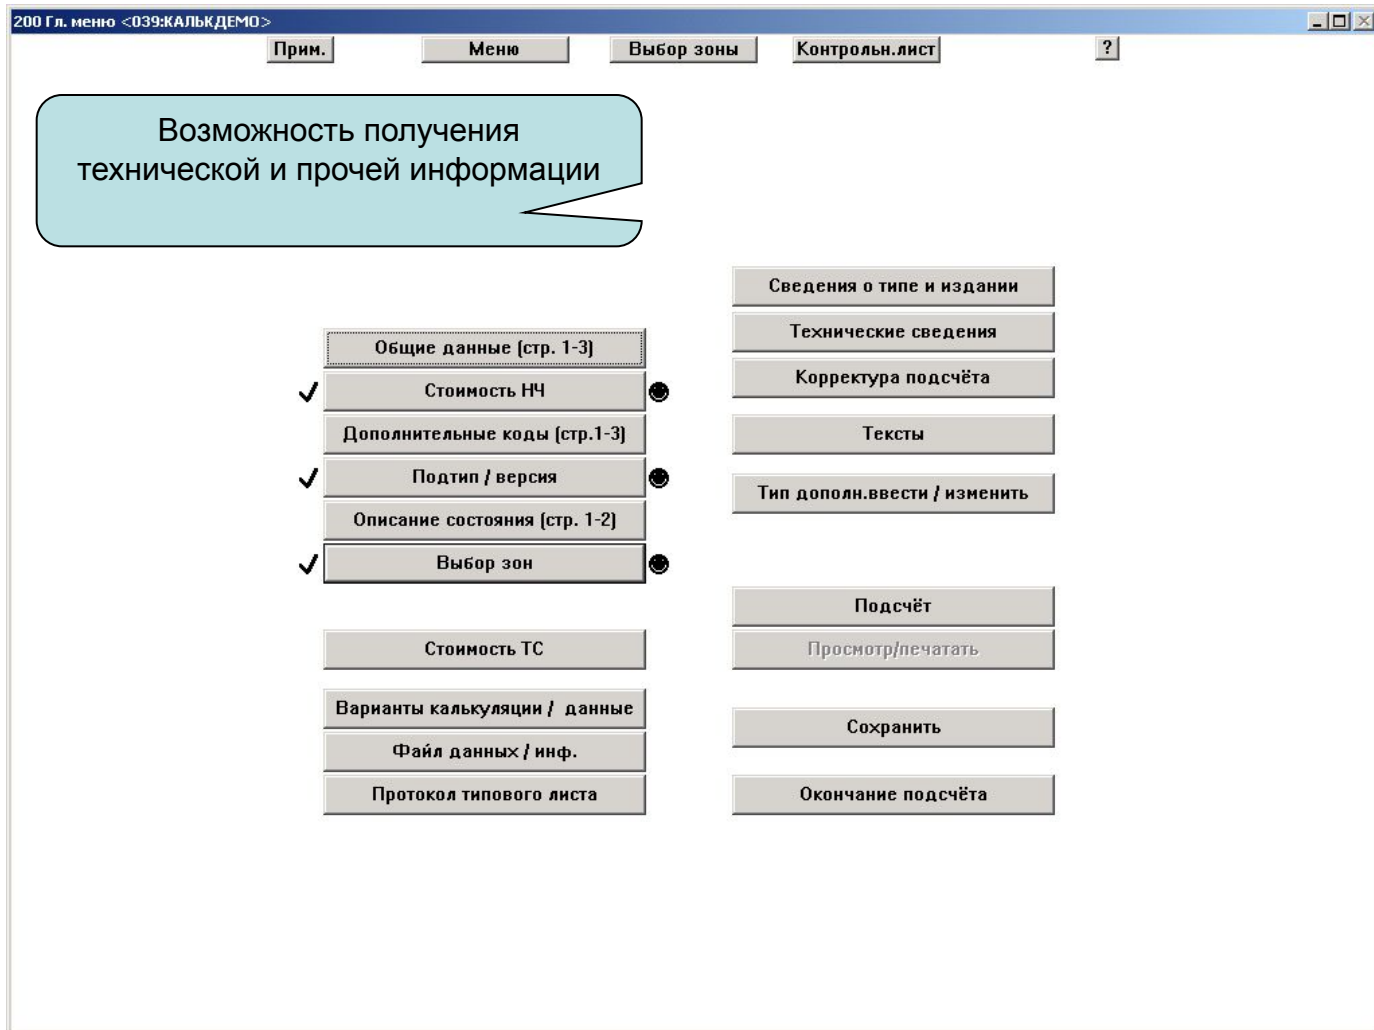 200 Гл. меню <039:КАЛЬКДЕМО>
Прим. Меню Выбор зоны Контрольн.лист ?
Возможность получения
технической и прочей информации
Общие данные (стр. 1-3)
Стоимость НЧ
Дополнительные коды (стр.1-3)
Подтип / версия
Описание состояния (стр. 1-2)
Выбор зон
Стоимость ТС
Варианты калькуляции / данные
Файл данных / инф.
Протокол типового листа
Сведения о типе и издании
Технические сведения
Корректура подсчёта
Тексты
Тип дополн.ввести / изменить
Подсчёт
Просмотр/печатать
Сохранить
Окончание подсчёта